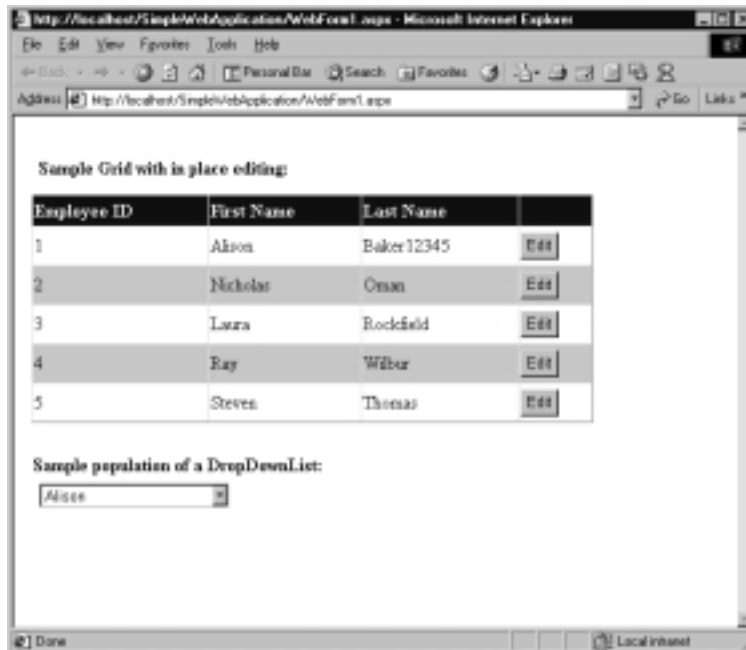 http://localhost/SimpleWebApplication/WebForm1.aspx - Microsoft Internet Explorer
File Edit View Favorites Tools Help
Back Personal Bar Search Favorites
Address http://localhost/SimpleWebApplication/WebForm1.aspx Go Links »
Sample Grid with in place editing:
Employee ID First Name Last Name
1 Alison Baker12345 Edit
2 Nicholas Oman Edit
3 Laura Rockfield Edit
4 Ray Wilbur Edit
5 Steven Thomas Edit
Sample population of a DropDownList:
Alison
Done Local intranet